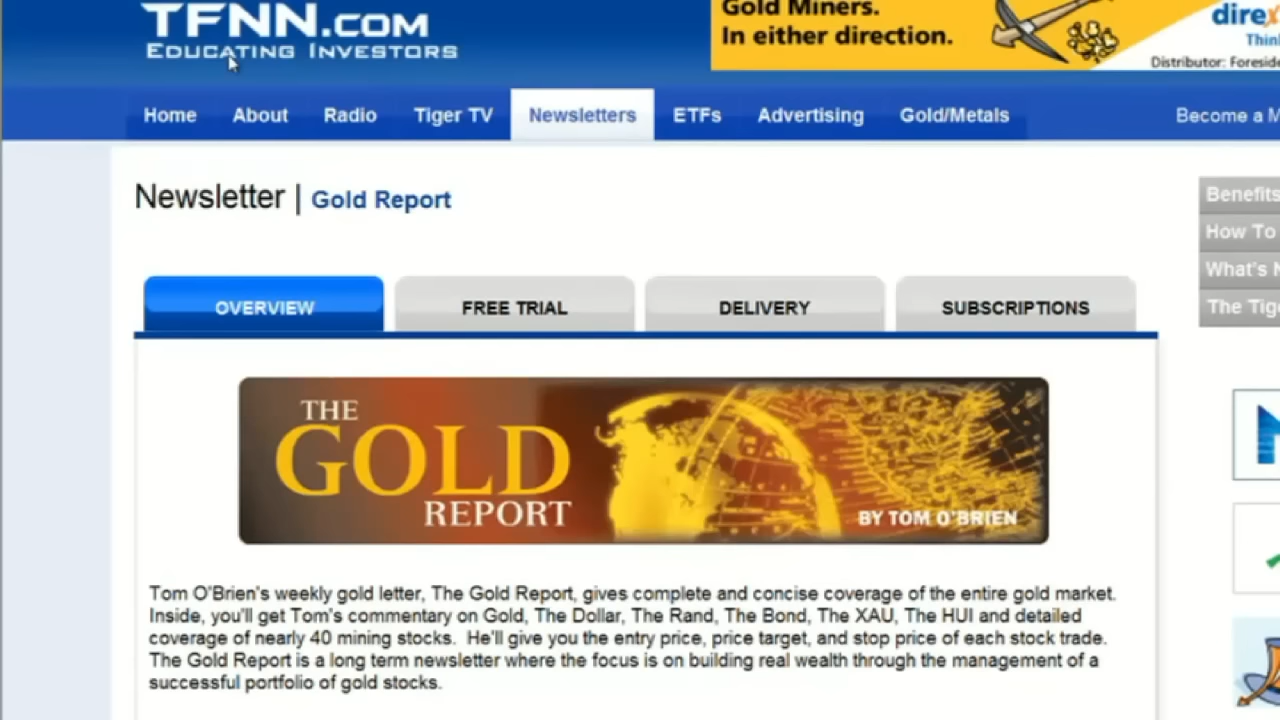 TFNN.COM
EDUCATING INVESTORS
Gold Miners.
In either direction.
direx
Distributor:
Home About Radio Tiger TV Newsletters ETFs Advertising Gold/Metals Become a
Newsletter | Gold Report
Benefits
How To
What's
The
OVERVIEW FREE TRIAL DELIVERY SUBSCRIPTIONS
THE
GOLD
REPORT
BY TOM O'BRIEN
Tom O'Brien's weekly gold letter, The Gold Report, gives complete and concise coverage of the entire gold market.
Inside, you'll get Tom's commentary on Gold, The Dollar, The Rand, The Bond, The XAU, The HUI and detailed
coverage of nearly 40 mining stocks. He'll give you the entry price, price target, and stop price of each stock trade.
The Gold Report is a long term newsletter where the focus is on building real wealth through the management of a
successful portfolio of gold stocks.